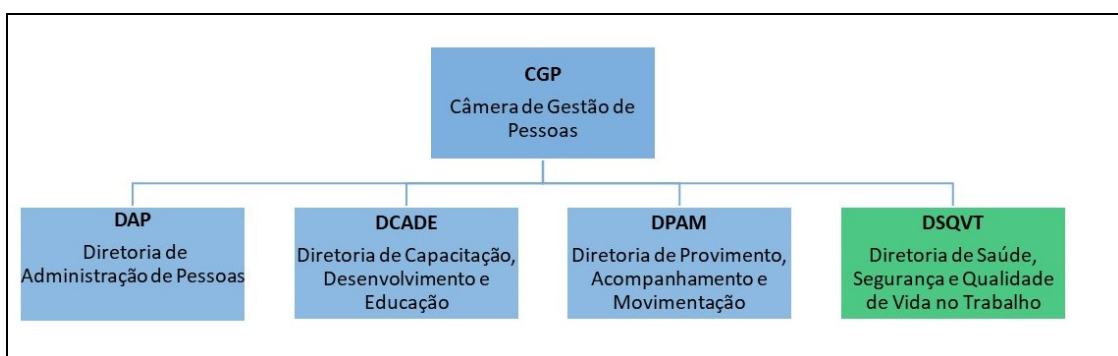 CGP
Câmera de Gestão de
Pessoas
DAP
Diretoria de
Administração de Pessoas
DCADE
Diretoria de Capacitação,
Desenvolvimento e
Educação
DPAM
Diretoria de Provimento,
Acompanhamento e
Movimentação
DSQVT
Diretoria de Saúde,
Segurança e Qualidade
de Vida no Trabalho